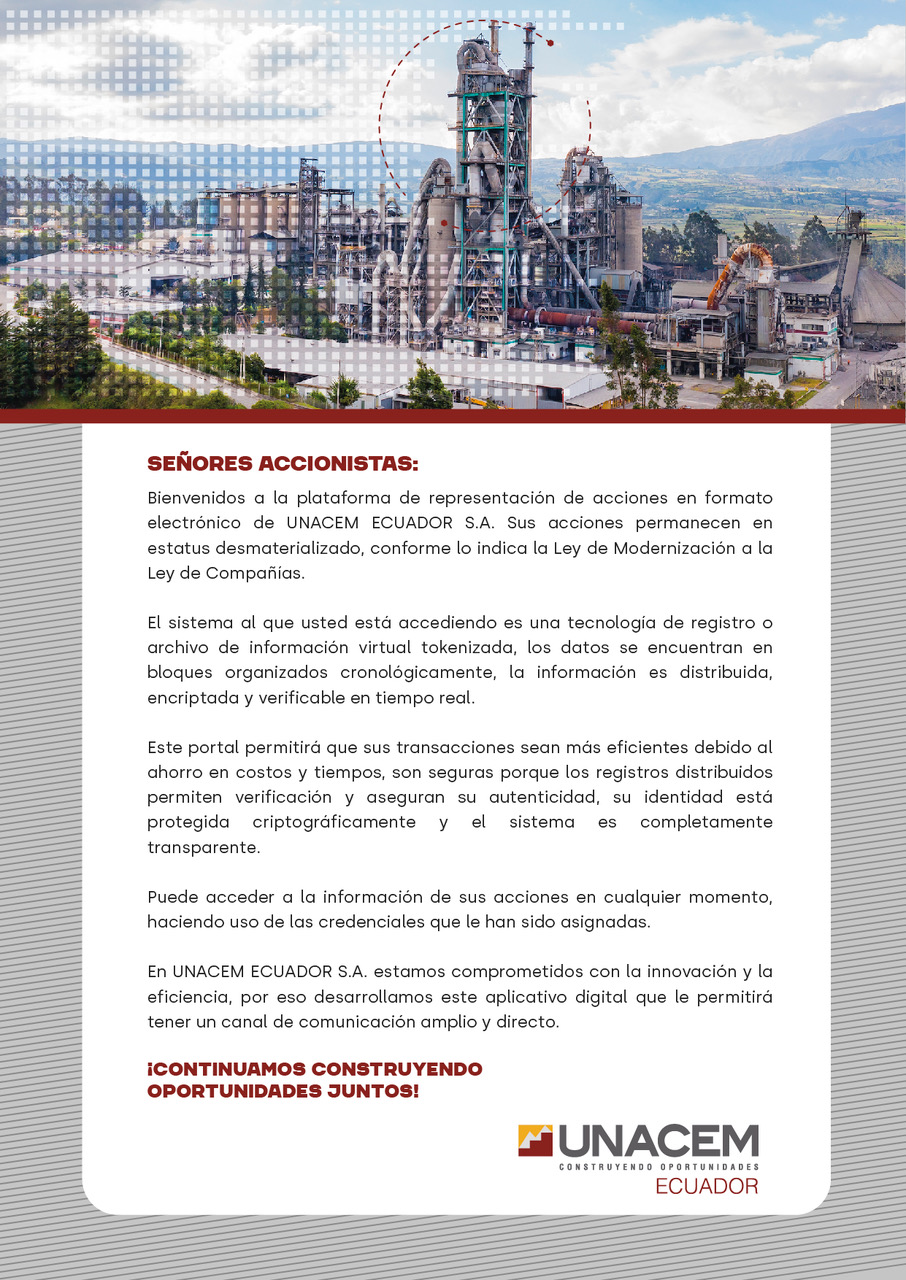 SEÑORES ACCIONISTAS:
Bienvenidos a la plataforma de representación de acciones en formato
electrónico de UNACEM ECUADOR S.A. Sus acciones permanecen en
estatus desmaterializado, conforme lo indica la Ley de Modernización a la
Ley de Compañías.
El sistema al que usted está accediendo es una tecnología de registro o
archivo de información virtual tokenizada, los datos se encuentran en
bloques organizados cronológicamente, la información es distribuida,
encriptada y verificable en tiempo real.
Este portal permitirá que sus transacciones sean más eficientes debido al
ahorro en costos y tiempos, son seguras porque los registros distribuidos
permiten verificación y aseguran su autenticidad, su identidad está
protegida criptográficamente y el sistema es completamente
transparente.
Puede acceder a la información de sus acciones en cualquier momento,
haciendo uso de las credenciales que le han sido asignadas.
En UNACEM ECUADOR S.A. estamos comprometidos con la innovación y la
eficiencia, por eso desarrollamos este aplicativo digital que le permitirá
tener un canal de comunicación amplio y directo.
¡CONTINUAMOS CONSTRUYENDO
OPORTUNIDADES JUNTOS!
UNACEM
CONSTRUYENDO OPORTUNIDADES
ECUADOR